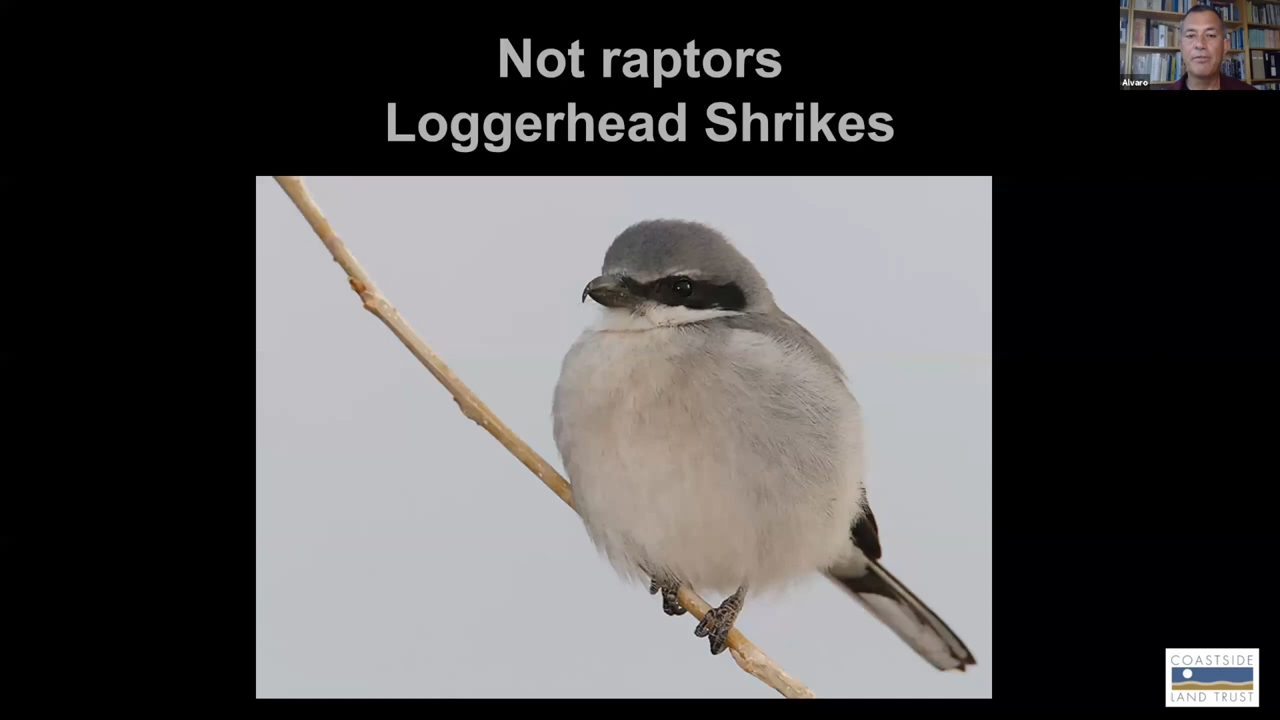 Not raptors
Loggerhead Shrikes
Alvaro
COASTSIDE
LAND TRUST